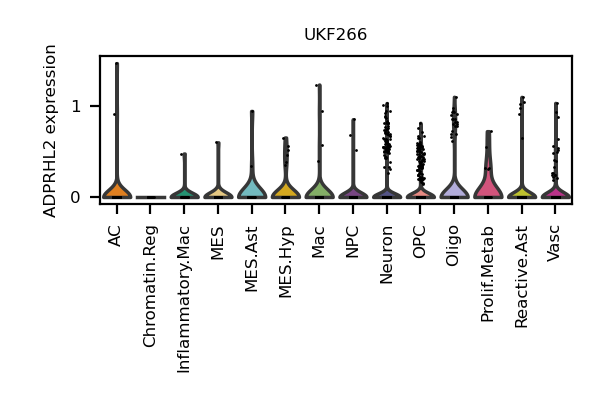 UKF266
ADPRHL2 expression
1
0
AC
Chromatin.Reg
Inflammatory.Mac
MES
MES.Ast
MES.Hyp
Mac
NPC
Neuron
OPC
Oligo
Prolif.Metab
Reactive.Ast
Vasc